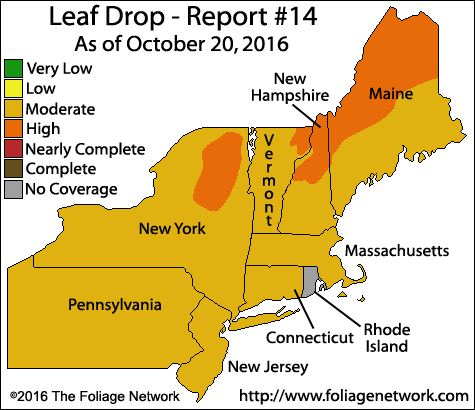 Leaf Drop - Report #14
As of October 20, 2016
Very Low
Low
Moderate
High
Nearly Complete
Complete
No Coverage
New
Hampshire
Maine
Vermont
New York
Massachusetts
Pennsylvania
Connecticut
Rhode
Island
New Jersey
©2016 The Foliage Network
http://www.foliagenetwork.com